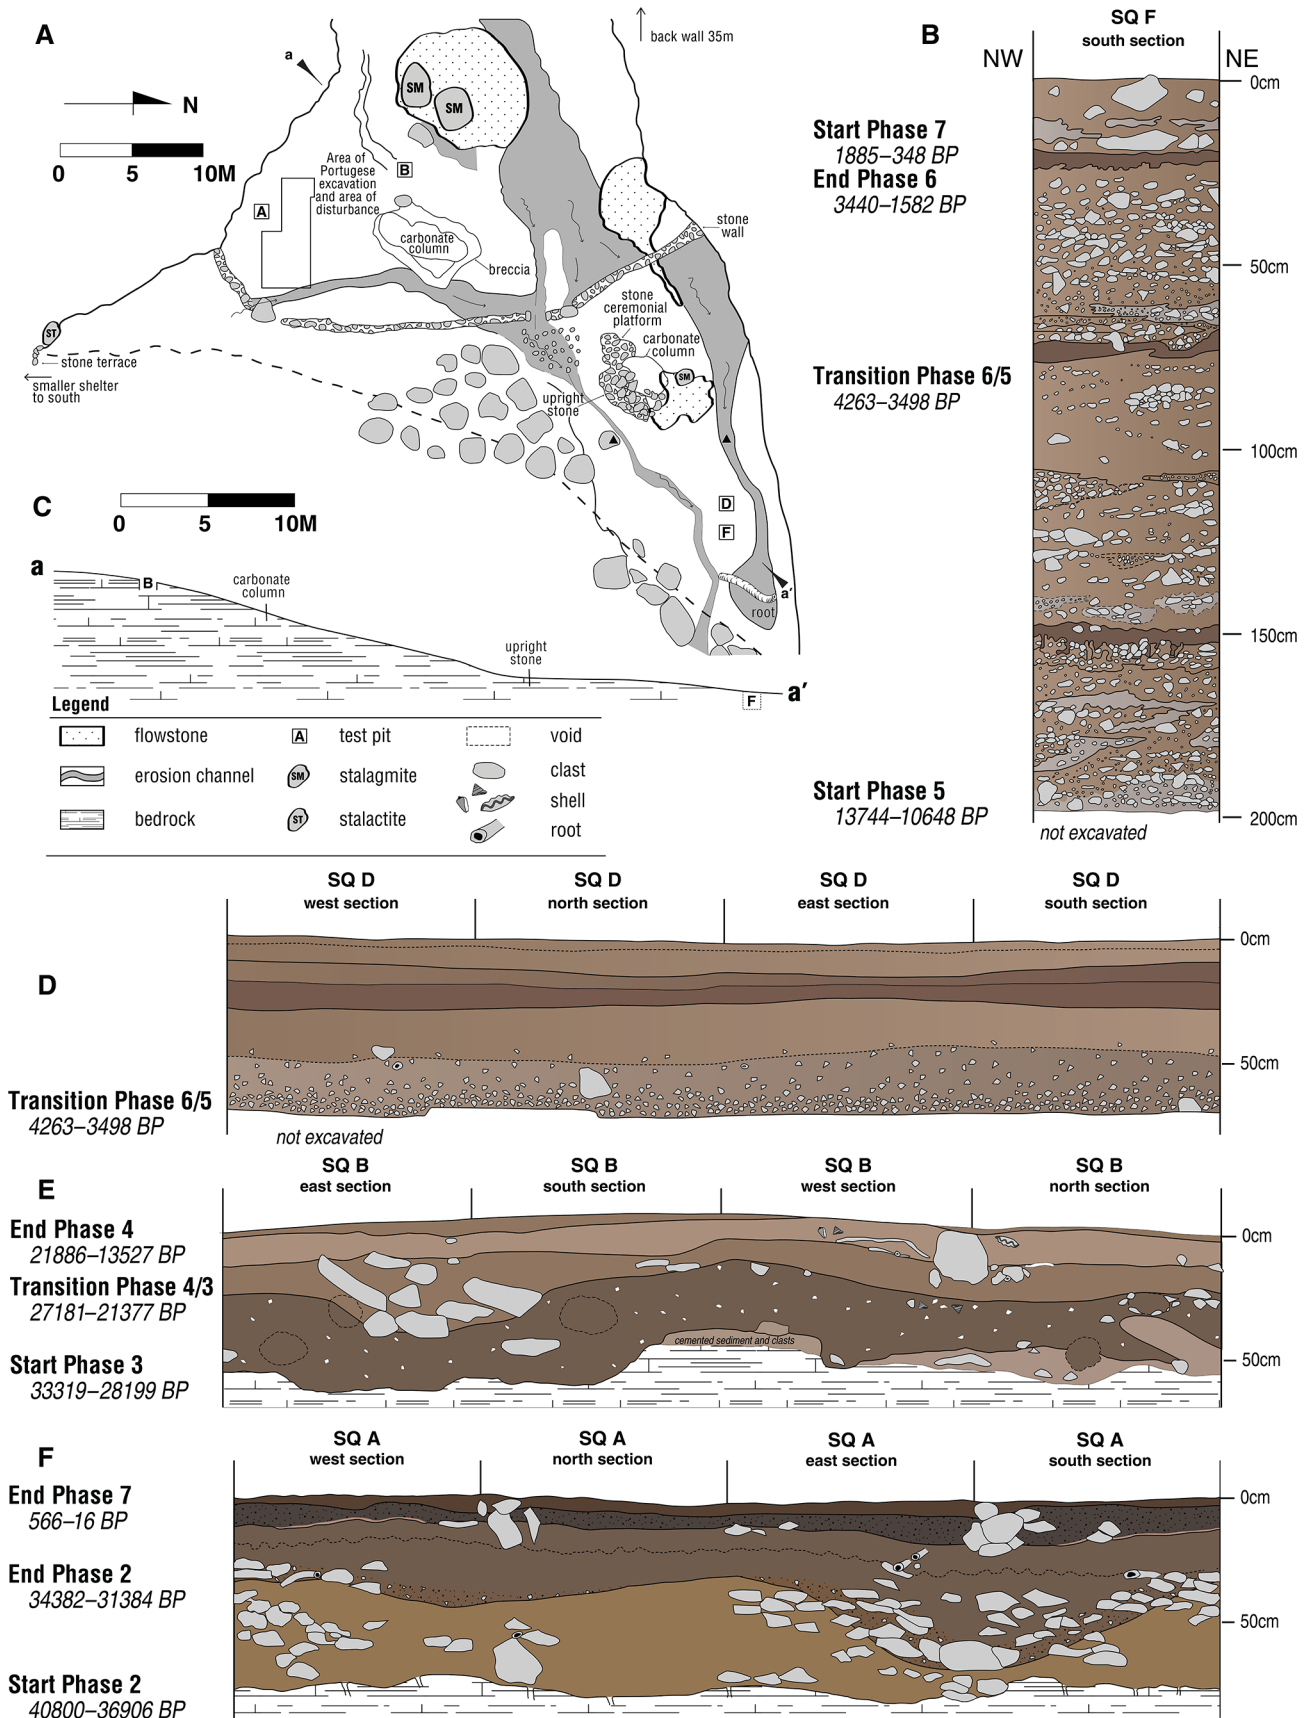 A
back wall 35m
a
N
0 5 10M
SM
SM
Area of
Portugese
excavation
and area of
disturbance
B
A
carbonate
column
breccia
stone
wall
stone
ceremonial
platform
carbonate
column
SM
upright
stone
ST
stone terrace
smaller shelter
to south
D
F
a'
root
B
SQ F
south section
NW
NE
0cm
Start Phase 7
1885–348 BP
End Phase 6
3440–1582 BP
50cm
Transition Phase 6/5
4263–3498 BP
100cm
150cm
Start Phase 5
13744–10648 BP
200cm
not excavated
C
0 5 10M
a
B
carbonate
column
upright
stone
a'
F
Legend
flowstone
A test pit
void
erosion channel
SM stalagmite
clast
shell
bedrock
ST stalactite
root
D
SQ D
west section
SQ D
north section
SQ D
east section
SQ D
south section
0cm
50cm
Transition Phase 6/5
4263–3498 BP
not excavated
E
SQ B
east section
SQ B
south section
SQ B
west section
SQ B
north section
End Phase 4
21886–13527 BP
0cm
Transition Phase 4/3
27181–21377 BP
cemented sediment and clasts
Start Phase 3
33319–28199 BP
50cm
F
SQ A
west section
SQ A
north section
SQ A
east section
SQ A
south section
End Phase 7
566–16 BP
0cm
End Phase 2
34382–31384 BP
50cm
Start Phase 2
40800–36906 BP